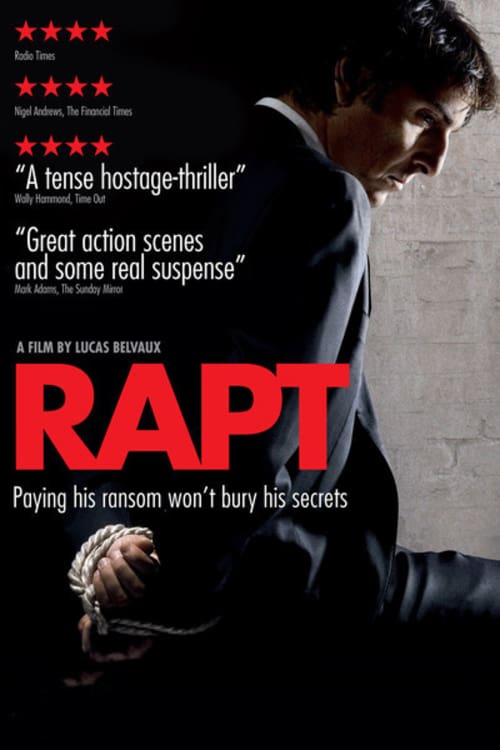 Radio Times
Nigel Andrews, The Financial Times
“A tense hostage-thriller”
Wally Hammond, Time Out
“Great action scenes
and some real suspense”
Mark Adams, The Sunday Mirror
A FILM BY LUCAS BELVAUX
RAPT
Paying his ransom won’t bury his secrets